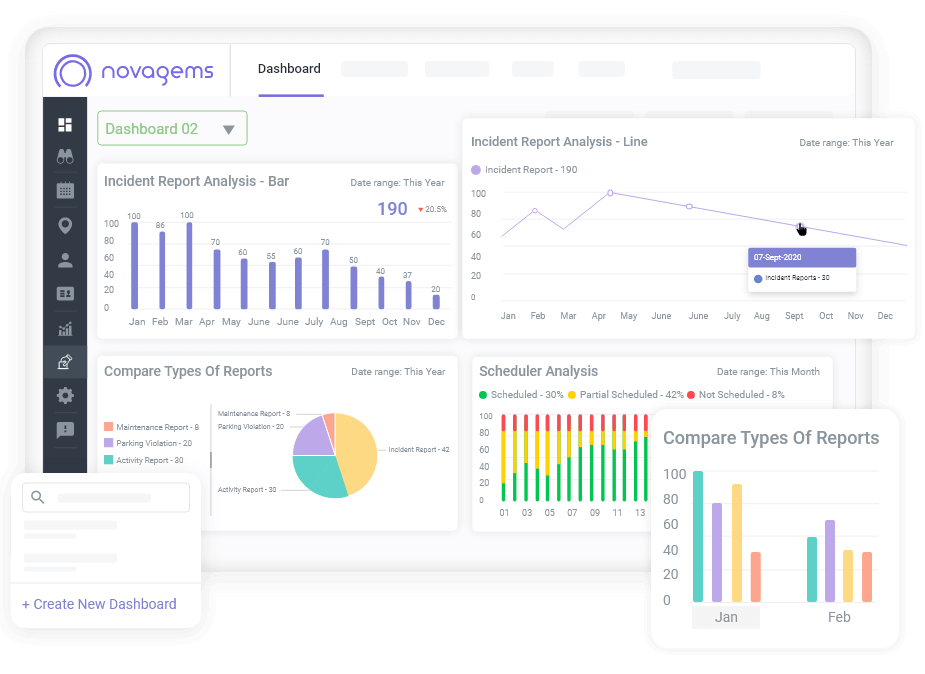 novagems
Dashboard
Dashboard 02
Incident Report Analysis - Bar
Date range: This Year
190
▼20.5%
100
80
60
40
20
0
100
86
100
70
60
55
60
70
50
40
37
20
Jan Feb Mar Apr May June June July Aug Sept Oct Nov Dec
Incident Report Analysis - Line
Date range: This Year
Incident Report - 190
100
80
60
40
20
0
07-Sept-2020
Incident Reports - 30
Jan Feb Mar Apr May June June July Aug Sept Oct Nov Dec
Compare Types Of Reports
Date range: This Year
Maintenance Report - 8
Parking Violation - 20
Activity Report - 30
Maintenance Report - 8
Parking Violation - 20
Incident Report - 42
Activity Report - 30
Scheduler Analysis
Date range: This Month
Scheduled - 30% Partial Scheduled - 42% Not Scheduled - 8%
100
80
60
40
20
0
01 03 05 07 09 11 13
Compare Types Of Reports
100
80
60
40
20
0
Jan Feb
+ Create New Dashboard